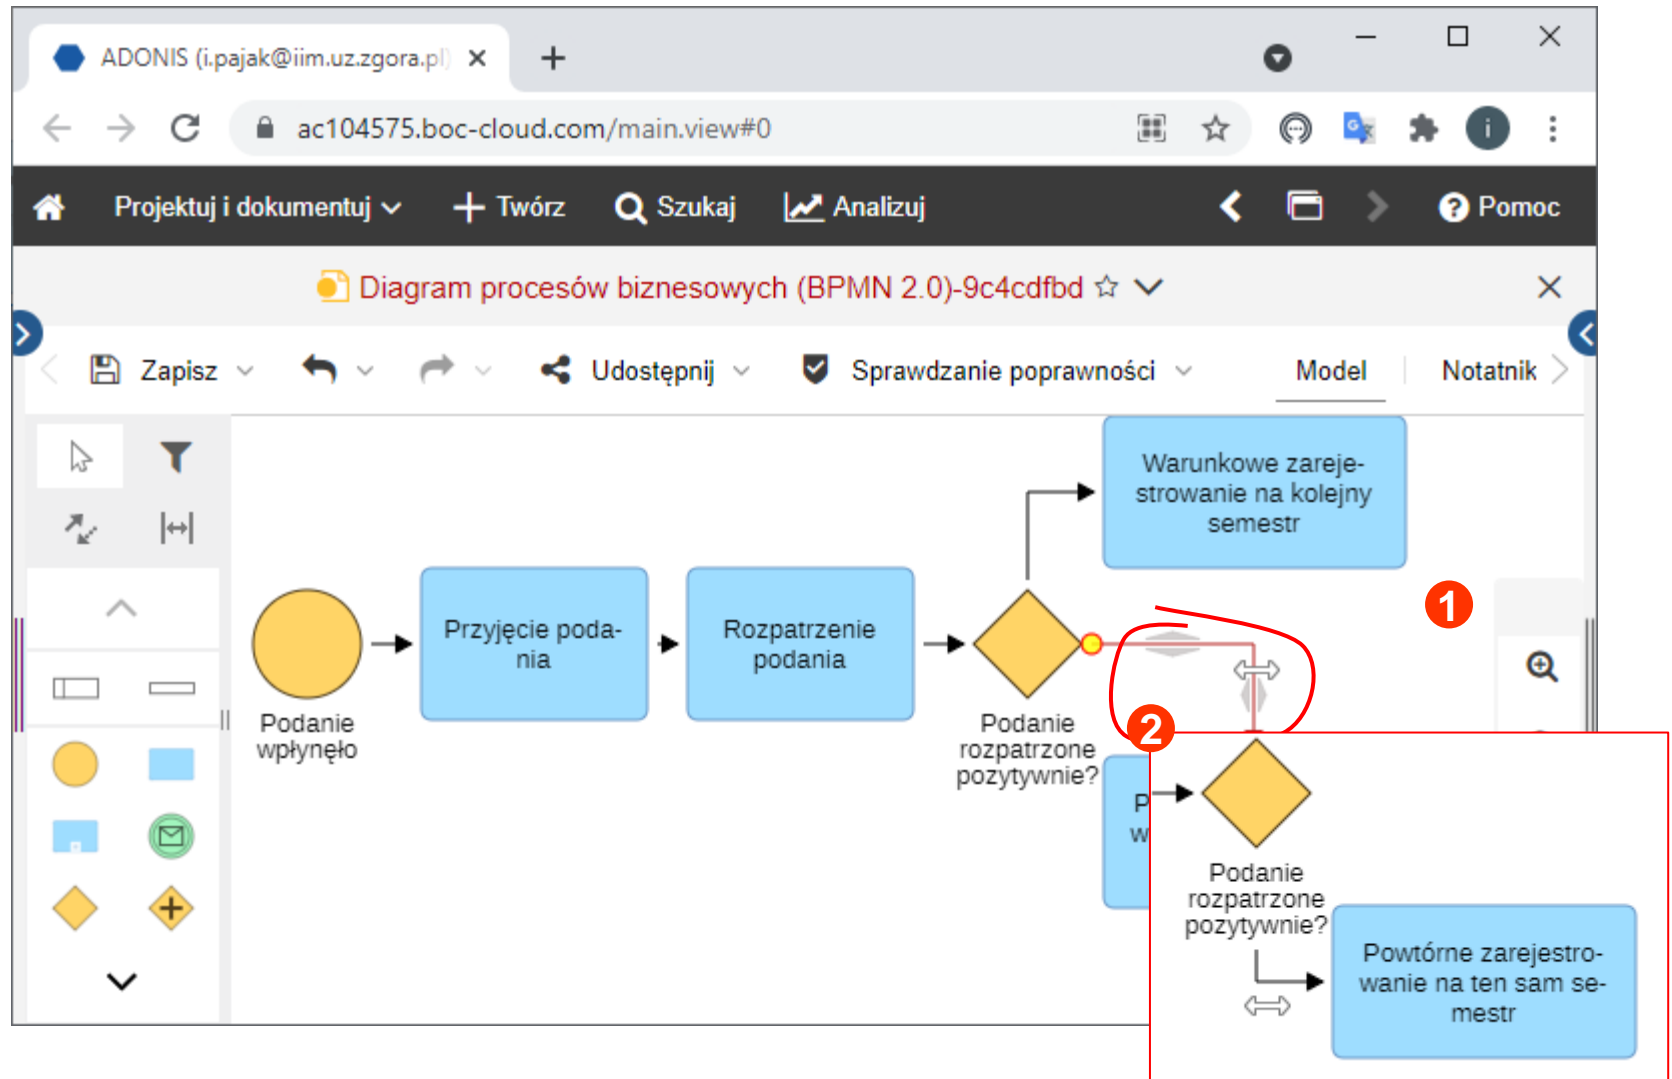 ADONIS (i.pajak@iim.uz.zgora.pl)
ac104575.boc-cloud.com/main.view#0
i
Projektuj i dokumentuj
Twórz
Szukaj
Analizuj
Pomoc
Diagram procesów biznesowych (BPMN 2.0)-9c4cdfbd
Zapisz
Udostępnij
Sprawdzanie poprawności
Model
Notatnik
Warunkowe zareje-
strowanie na kolejny
semestr
1
Przyjęcie poda-
nia
Rozpatrzenie
podania
Podanie
wpłynęło
Podanie
rozpatrzone
pozytywnie?
2
P
w
Podanie
rozpatrzone
pozytywnie?
Powtórne zarejestro-
wanie na ten sam se-
mestr